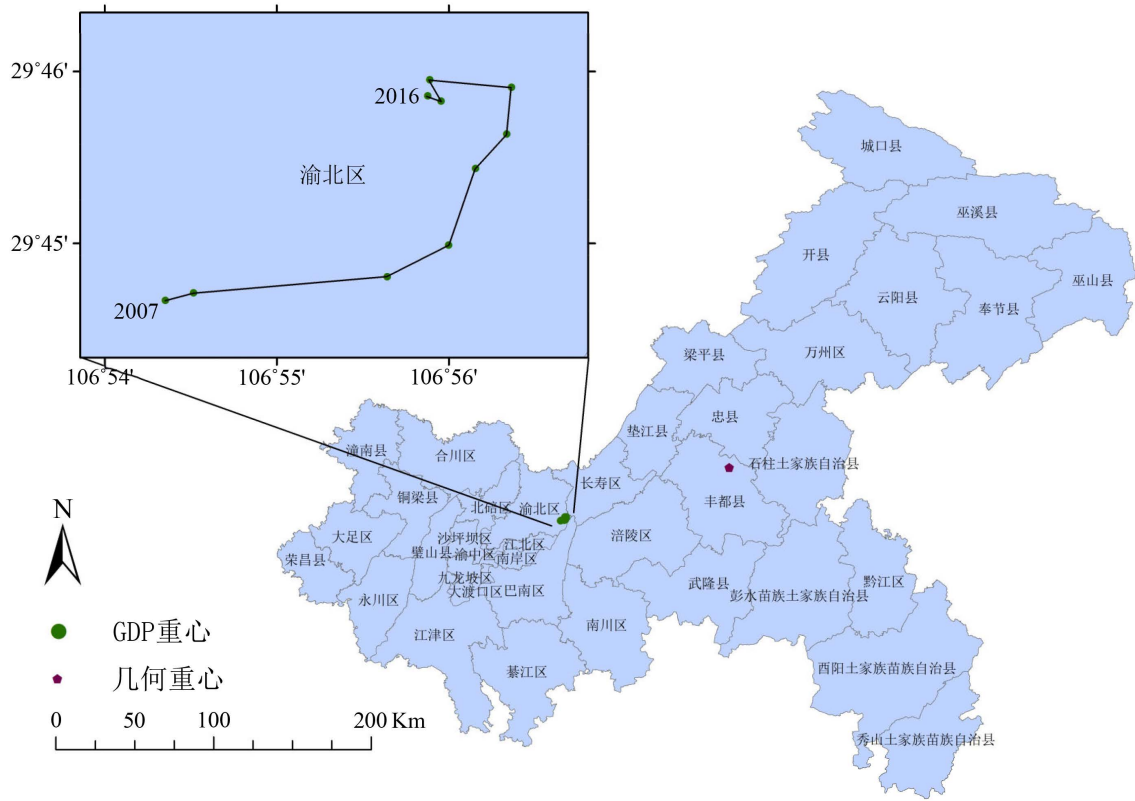 29°46'
2016
渝北区
29°45'
2007
106°54'
106°55'
106°56'
城口县
巫溪县
开县
巫山县
云阳县
奉节县
万州区
梁平县
忠县
垫江县
石柱土家族自治县
丰都县
潼南县
合川区
长寿区
铜梁县
北碚区
渝北区
大足区
沙坪坝区
江北区
涪陵区
荣昌县
璧山县
渝中区
南岸区
九龙坡区
大渡口区
巴南区
永川区
武隆县
彭水苗族土家族自治县
黔江区
江津区
南川区
綦江区
酉阳土家族苗族自治县
秀山土家族苗族自治县
N
GDP重心
几何重心
0 50 100 200 Km